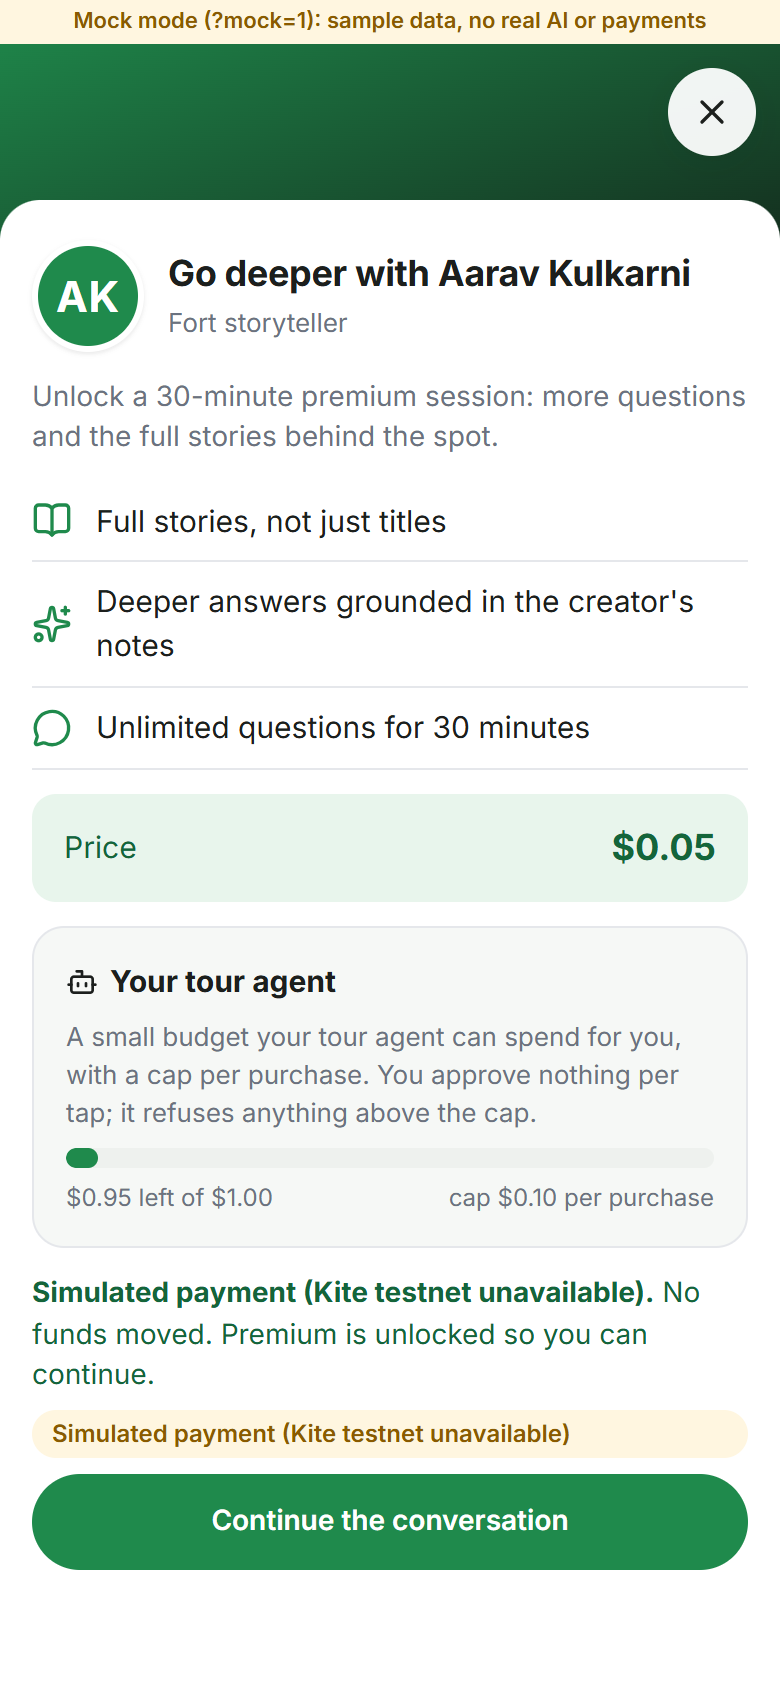 Mock mode (?mock=1): sample data, no real AI or payments
AK
Go deeper with Aarav Kulkarni
Fort storyteller
Unlock a 30-minute premium session: more questions
and the full stories behind the spot.
Full stories, not just titles
Deeper answers grounded in the creator's
notes
Unlimited questions for 30 minutes
Price
$0.05
Your tour agent
A small budget your tour agent can spend for you,
with a cap per purchase. You approve nothing per
tap; it refuses anything above the cap.
$0.95 left of $1.00
cap $0.10 per purchase
Simulated payment (Kite testnet unavailable). No
funds moved. Premium is unlocked so you can
continue.
Simulated payment (Kite testnet unavailable)
Continue the conversation